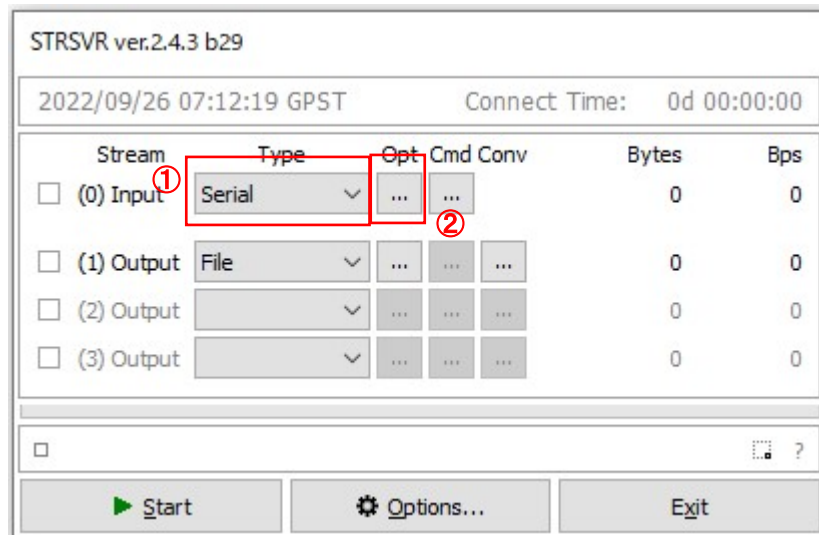 STRSVR ver.2.4.3 b29
2022/09/26 07:12:19 GPST Connect Time: 0d 00:00:00
Stream Type Opt Cmd Conv Bytes Bps
① (0) Input Serial ... ... 0 0
②
(1) Output File ... ... ... 0 0
(2) Output ... ... ... 0 0
(3) Output ... ... ... 0 0
?
Start Options... Exit